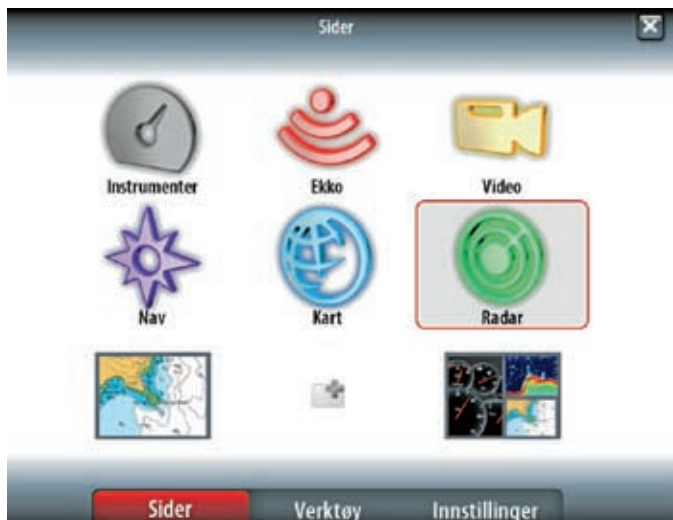 Sider
Instrumenter Ekko Video
Nav Kart Radar
Sider Verktøy Innstillinger